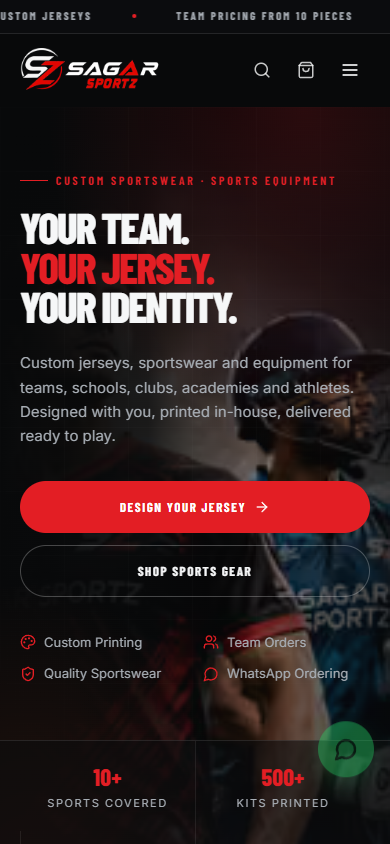 USTOM JERSEYS
TEAM PRICING FROM 10 PIECES
SAGAR
SPORTZ
CUSTOM SPORTSWEAR · SPORTS EQUIPMENT
YOUR TEAM.
YOUR JERSEY.
YOUR IDENTITY.
Custom jerseys, sportswear and equipment for
teams, schools, clubs, academies and athletes.
Designed with you, printed in-house, delivered
ready to play.
DESIGN YOUR JERSEY →
SHOP SPORTS GEAR
SAGAR
SPORTZ
Custom Printing
Team Orders
Quality Sportswear
WhatsApp Ordering
10+
500+
SPORTS COVERED
KITS PRINTED